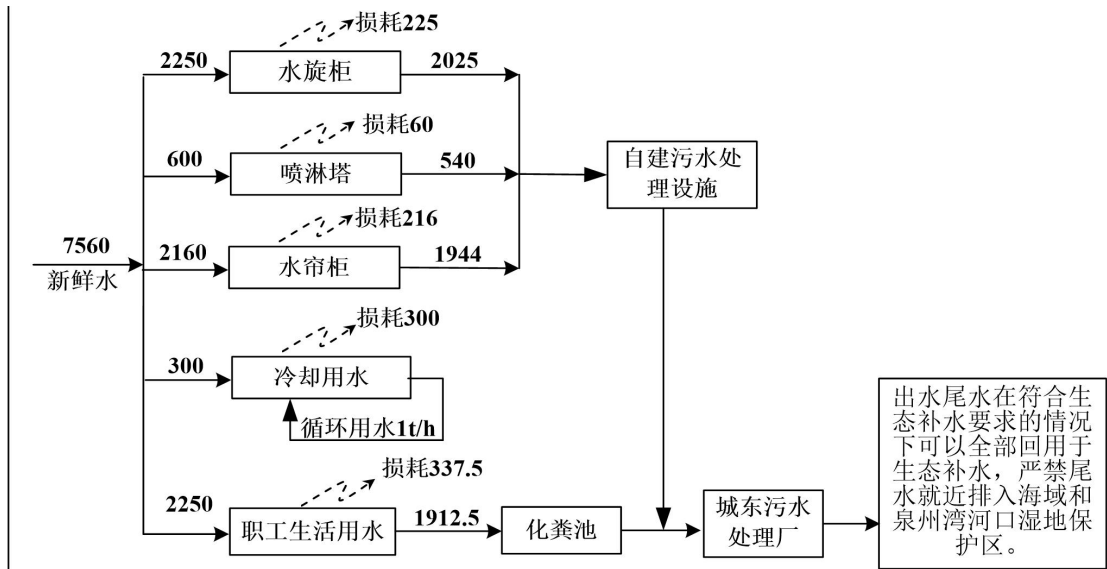 损耗225
2250
水旋柜
2025
损耗60
600
喷淋塔
540
自建污水处
理设施
损耗216
7560
新鲜水
2160
水帘柜
1944
损耗300
300
冷却用水
循环用水1t/h
损耗337.5
2250
职工生活用水
1912.5
化粪池
城东污水
处理厂
出水尾水在符合生
态补水要求的情况
下可以全部回用于
生态补水，严禁尾
水就近排入海域和
泉州湾河口湿地保
护区。